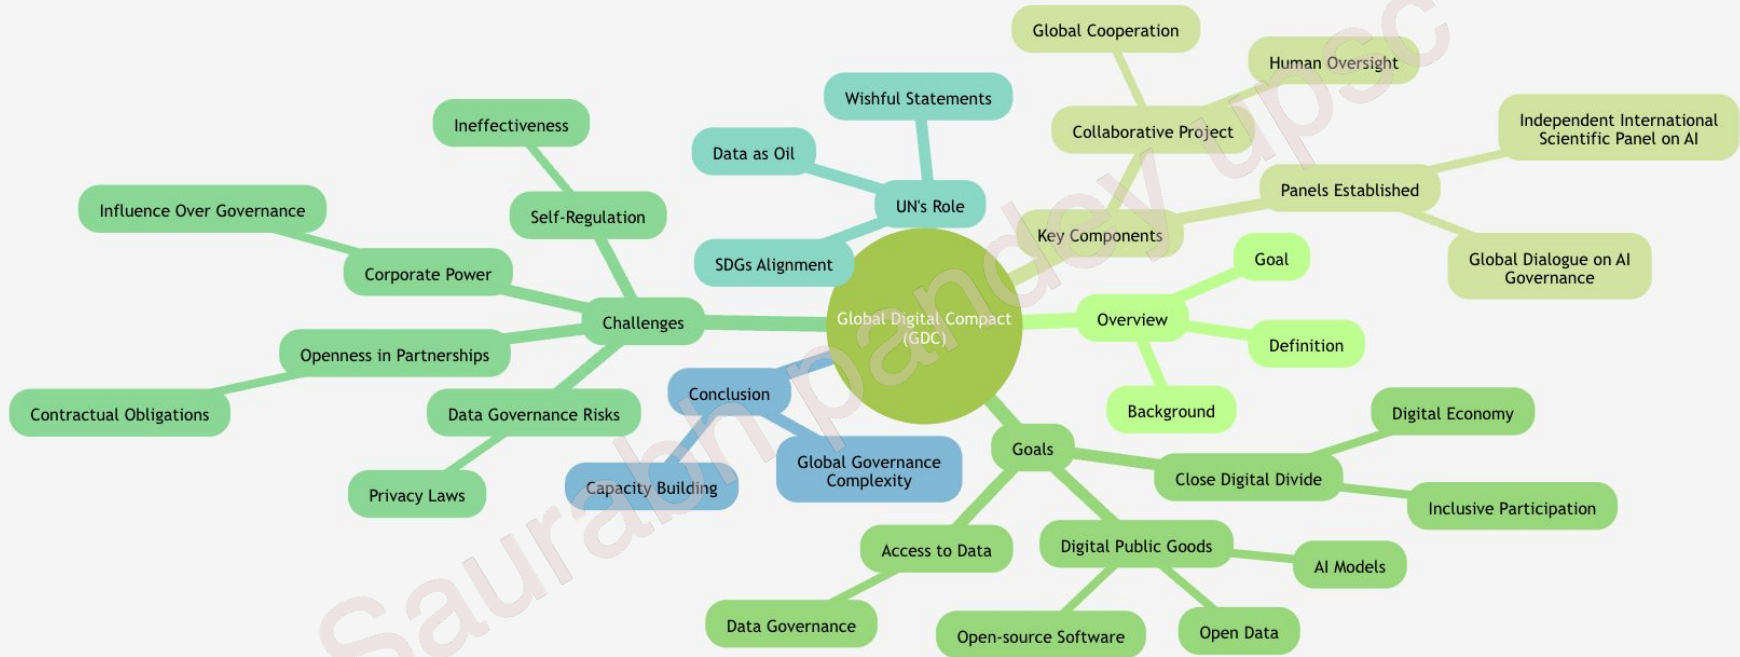 Global Digital Compact
(GDC)
Overview
Goal
Definition
Background
Key Components
Collaborative Project
Global Cooperation
Human Oversight
Panels Established
Independent International
Scientific Panel on AI
Global Dialogue on AI
Governance
UN's Role
Wishful Statements
Data as Oil
SDGs Alignment
Challenges
Self-Regulation
Ineffectiveness
Corporate Power
Influence Over Governance
Openness in Partnerships
Contractual Obligations
Data Governance Risks
Privacy Laws
Conclusion
Capacity Building
Global Governance
Complexity
Goals
Close Digital Divide
Digital Economy
Inclusive Participation
Digital Public Goods
AI Models
Open Data
Open-source Software
Access to Data
Data Governance
Saurabh pandey upsc